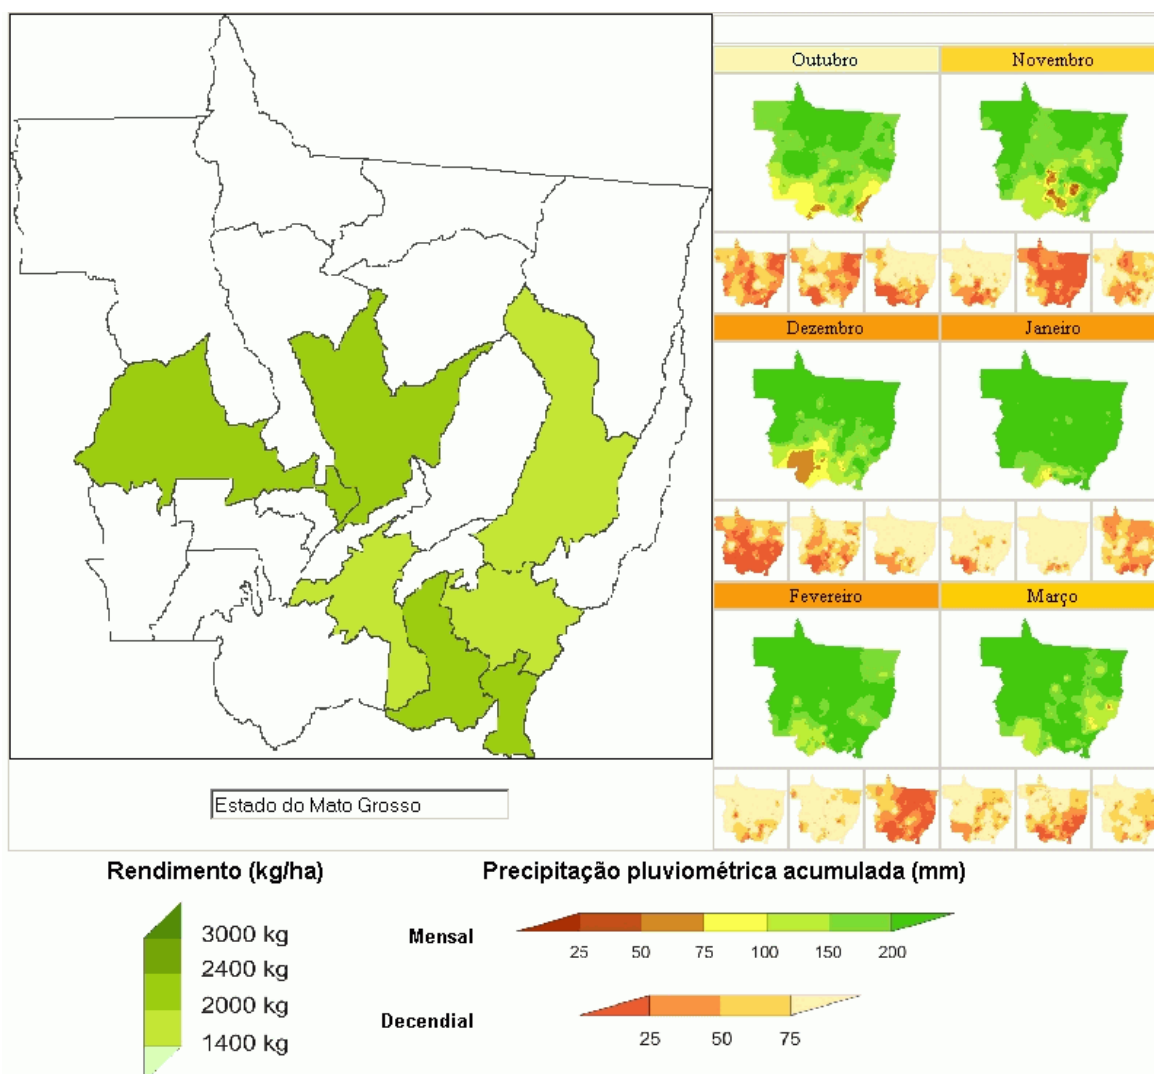 Outubro
Novembro
Dezembro
Janeiro
Fevereiro
Março
Estado do Mato Grosso
Rendimento (kg/ha)
3000 kg
2400 kg
2000 kg
1400 kg
Precipitação pluviométrica acumulada (mm)
Mensal
25 50 75 100 150 200
Decendial
25 50 75